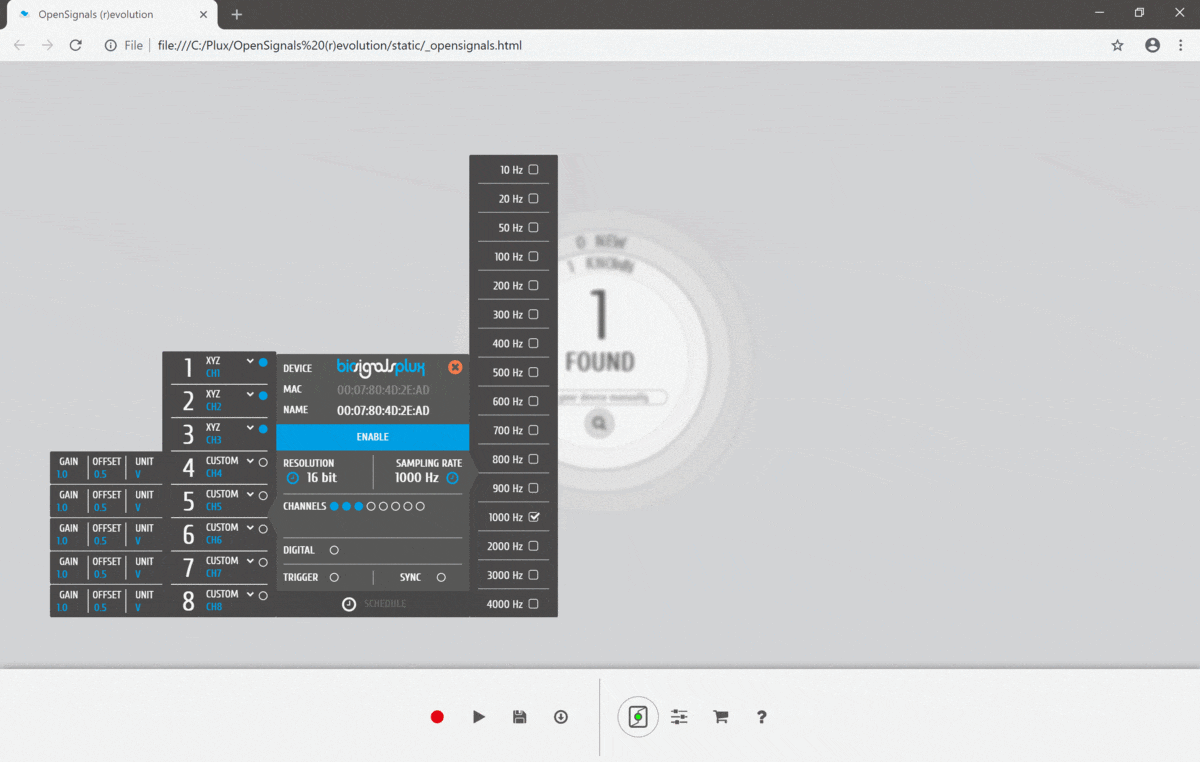 OpenSignals (r)evolution
File
file:///C:/Plux/OpenSignals%20(r)evolution/static/_opensignals.html
10 Hz
20 Hz
50 Hz
100 Hz
200 Hz
300 Hz
400 Hz
500 Hz
600 Hz
700 Hz
800 Hz
900 Hz
1000 Hz
2000 Hz
3000 Hz
4000 Hz
0 NEW
1 KNOWN
1
FOUND
your device manually
1 XYZ
CH1
2 XYZ
CH2
3 XYZ
CH3
GAIN OFFSET UNIT
1.0 0.5 V
4 CUSTOM
CH4
GAIN OFFSET UNIT
1.0 0.5 V
5 CUSTOM
CH5
GAIN OFFSET UNIT
1.0 0.5 V
6 CUSTOM
CH6
GAIN OFFSET UNIT
1.0 0.5 V
7 CUSTOM
CH7
GAIN OFFSET UNIT
1.0 0.5 V
8 CUSTOM
CH8
DEVICE biosignalsplux
MAC 00:07:80:4D:2E:AD
NAME 00:07:80:4D:2E:AD
ENABLE
RESOLUTION SAMPLING RATE
16 bit 1000 Hz
CHANNELS
DIGITAL
TRIGGER SYNC
SCHEDULE
?